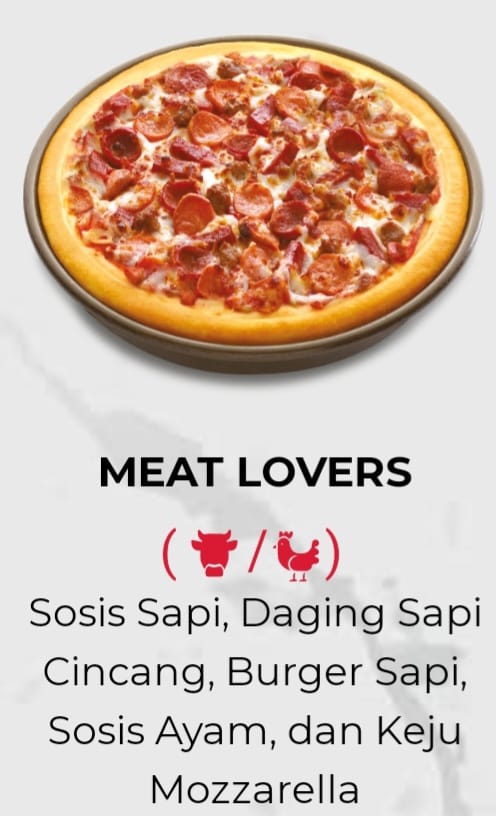 MEAT LOVERS
( / )
Sosis Sapi, Daging Sapi
Cincang, Burger Sapi,
Sosis Ayam, dan Keju
Mozzarella